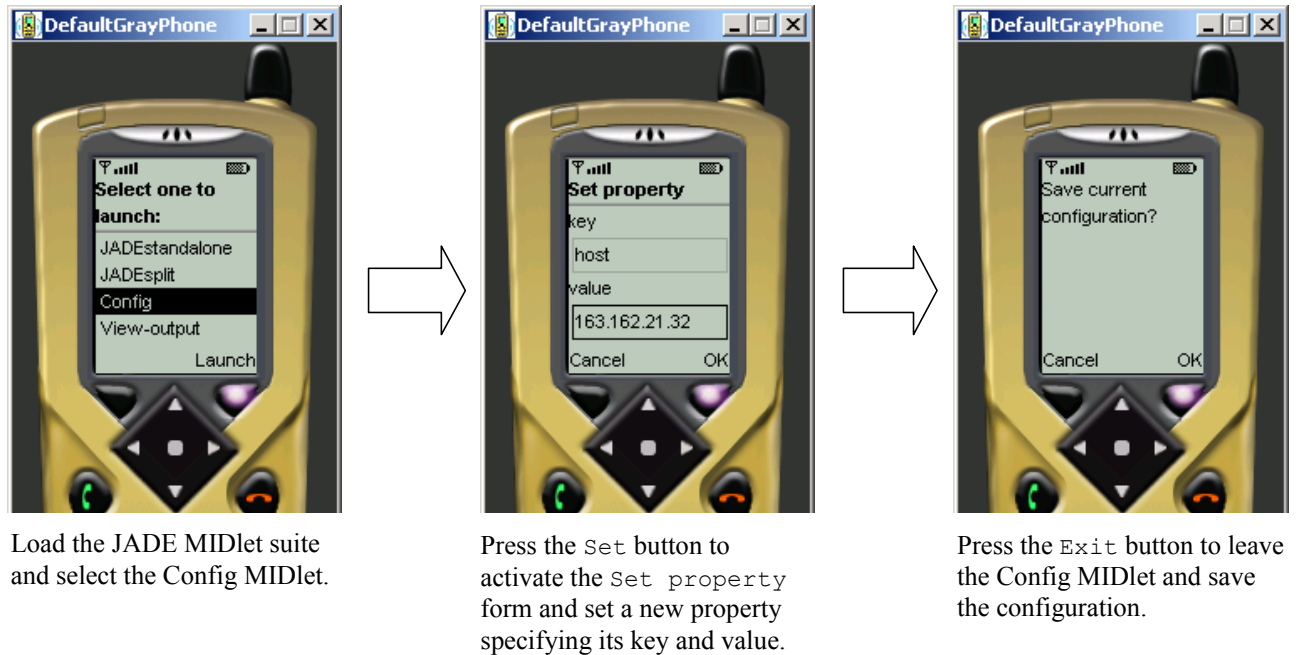 DefaultGrayPhone
Select one to
launch:
JADEstandalone
JADEsplit
Config
View-output
Launch
Load the JADE MIDlet suite
and select the Config MIDlet.
DefaultGrayPhone
Set property
key
host
value
163.162.21.32
Cancel OK
Press the Set button to
activate the Set property
form and set a new property
specifying its key and value.
DefaultGrayPhone
Save current
configuration?
Cancel OK
Press the Exit button to leave
the Config MIDlet and save
the configuration.